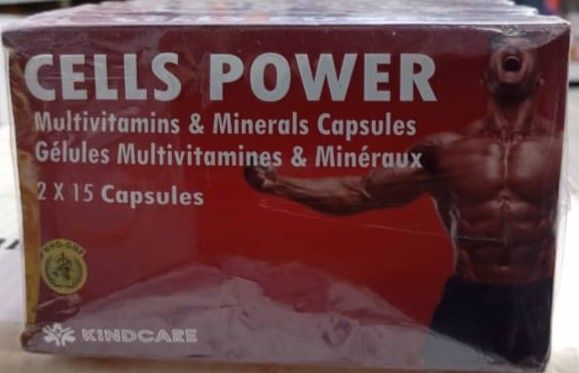 CELLS POWER
Multivitamins & Minerals Capsules
Gélules Multivitamines & Minéraux
2 X 15 Capsules
WHO-GMP
KINDCARE